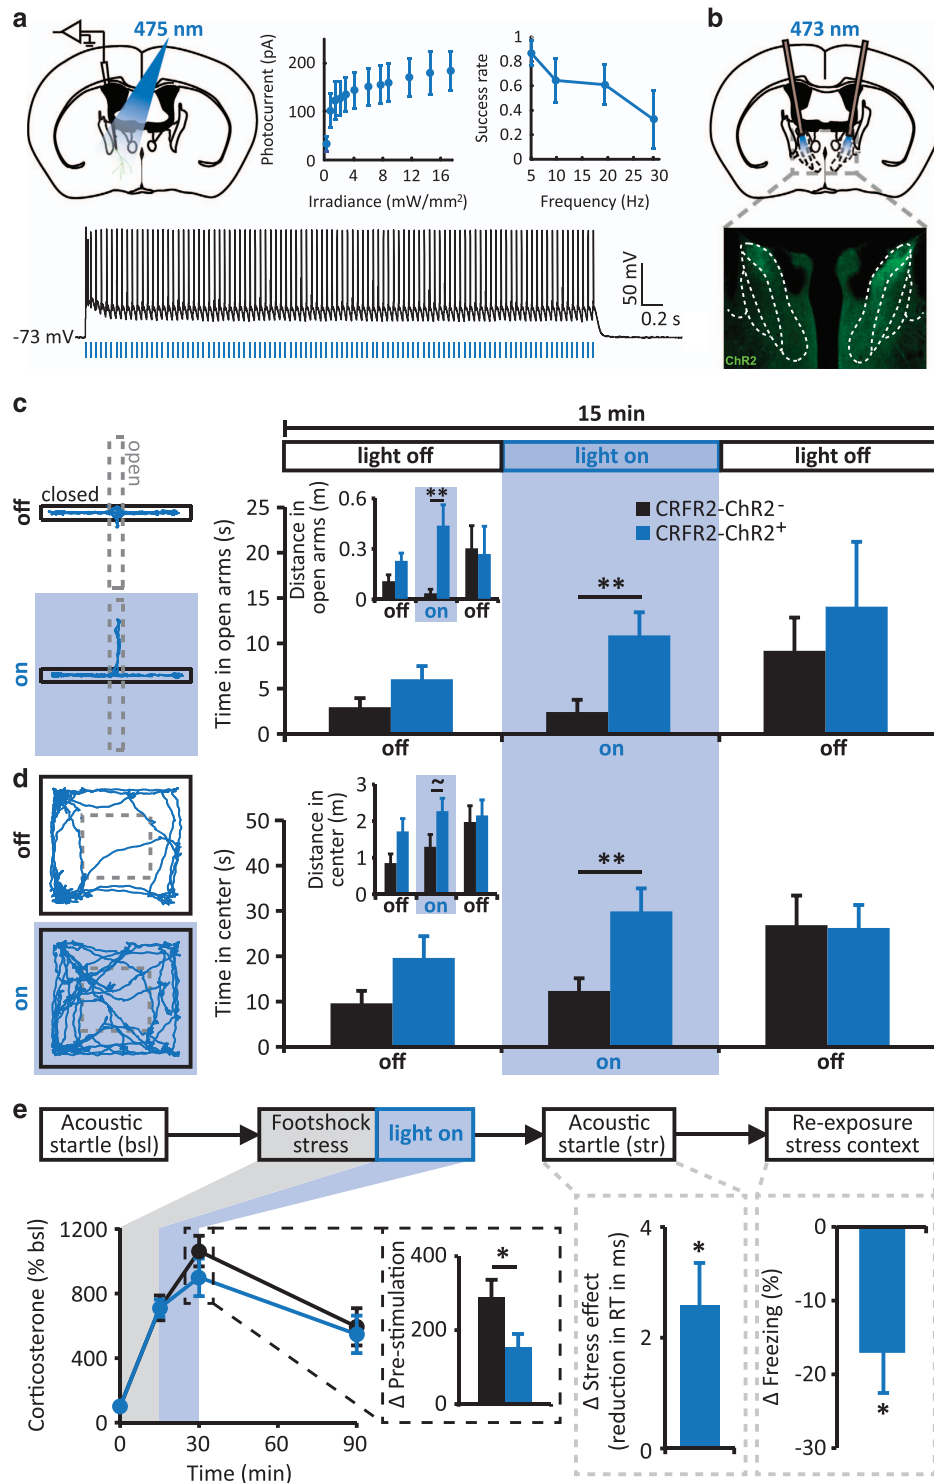 a
475 nm
Photocurrent (pA)
200
100
0
0 4 8 12 16
Irradiance (mW/mm²)
Success rate
1
0.8
0.6
0.4
0.2
0
5 10 15 20 25 30
Frequency (Hz)
-73 mV
50 mV
0.2 s
b
473 nm
ChR2
c
15 min
light off
light on
light off
off
closed
open
on
Time in open arms (s)
25
20
15
10
5
0
Distance in open arms (m)
0.6
0.3
0
**
off on off
CRFR2-ChR2⁻
CRFR2-ChR2⁺
**
off
on
off
d
off
on
Time in center (s)
50
40
30
20
10
0
Distance in center (m)
3
2
1
0
~
off on off
**
off
on
off
e
Acoustic startle (bsl)
Footshock stress
light on
Acoustic startle (str)
Re-exposure stress context
Corticosterone (% bsl)
1200
800
400
0
0 30 60 90
Time (min)
Δ Pre-stimulation
400
200
0
*
Δ Stress effect (reduction in RT in ms)
4
2
0
*
Δ Freezing (%)
0
-10
-20
-30
*